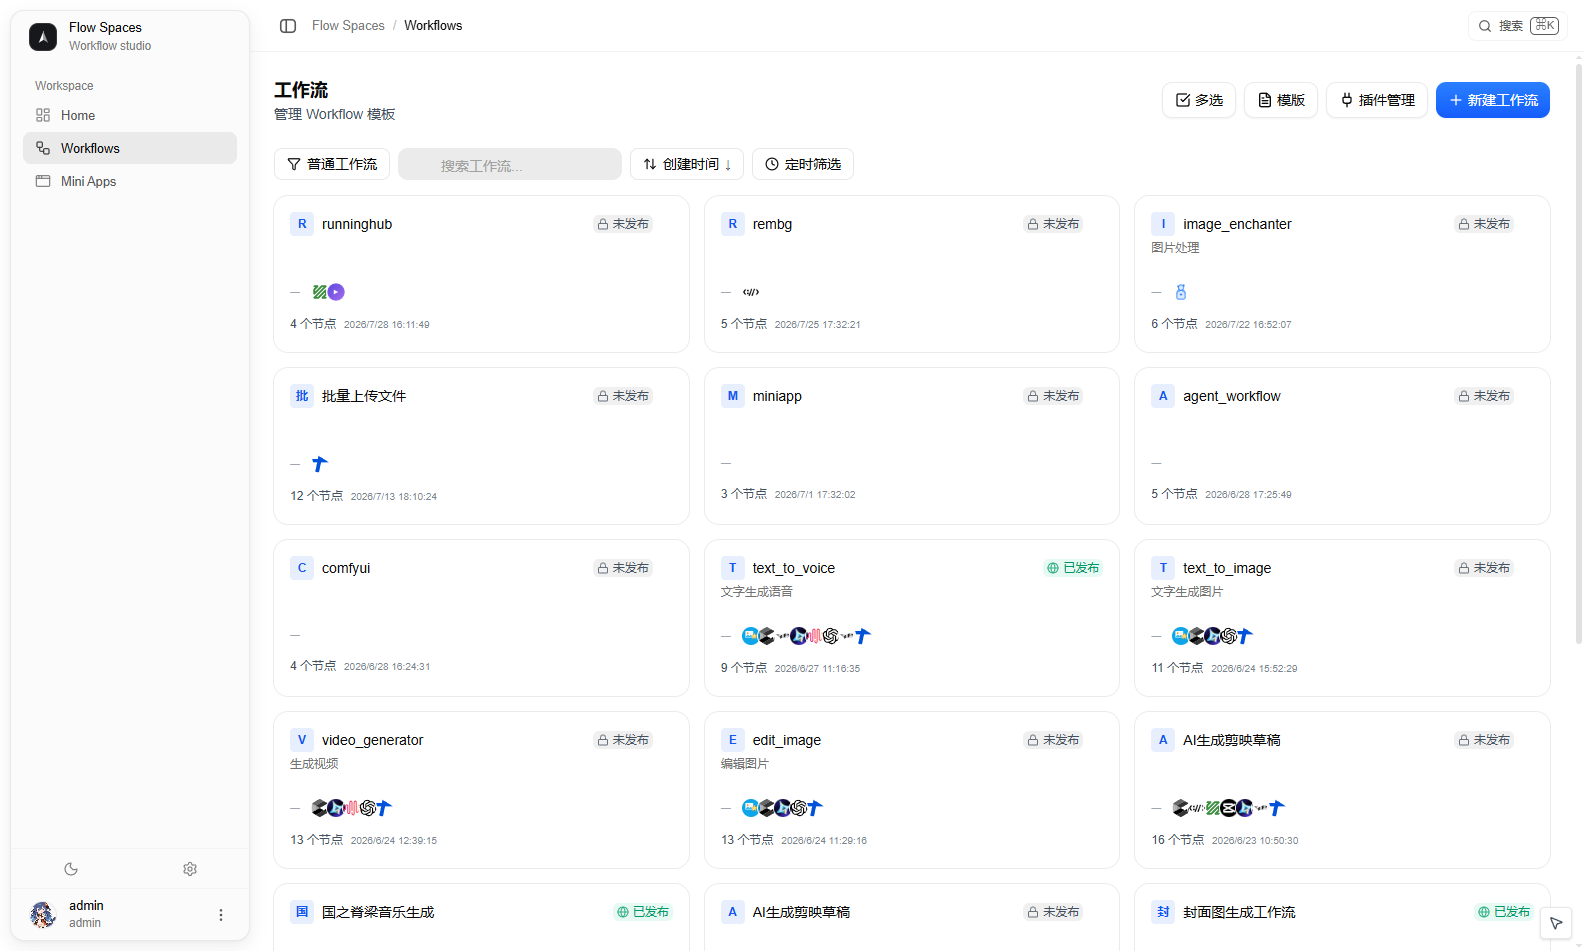 Flow Spaces
Workflow studio
Workspace
Home
Workflows
Mini Apps
admin
admin
Flow Spaces / Workflows
搜索 ⌘K
工作流
管理 Workflow 模板
多选
模版
插件管理
新建工作流
普通工作流
搜索工作流...
创建时间 ↓
定时筛选
R runninghub 未发布
—
4 个节点 2026/7/28 16:11:49
R rembg 未发布
—
5 个节点 2026/7/25 17:32:21
I image_enchanter 未发布
图片处理
—
6 个节点 2026/7/22 16:52:07
批 批量上传文件 未发布
—
12 个节点 2026/7/13 18:10:24
M miniapp 未发布
—
3 个节点 2026/7/1 17:32:02
A agent_workflow 未发布
—
5 个节点 2026/6/28 17:25:49
C comfyui 未发布
—
4 个节点 2026/6/28 16:24:31
T text_to_voice 已发布
文字生成语音
—
9 个节点 2026/6/27 11:16:35
T text_to_image 未发布
文字生成图片
—
11 个节点 2026/6/24 15:52:29
V video_generator 未发布
生成视频
—
13 个节点 2026/6/24 12:39:15
E edit_image 未发布
编辑图片
—
13 个节点 2026/6/24 11:29:16
A AI生成剪映草稿 未发布
—
16 个节点 2026/6/23 10:50:30
国 国之脊梁音乐生成 已发布
A AI生成剪映草稿 未发布
封 封面图生成工作流 已发布